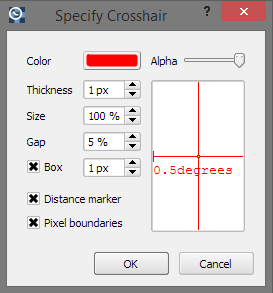 Specify Crosshair
?
Color
Alpha
Thickness
1 px
Size
100 %
Gap
5 %
Box
1 px
0.5degrees
Distance marker
Pixel boundaries
OK
Cancel